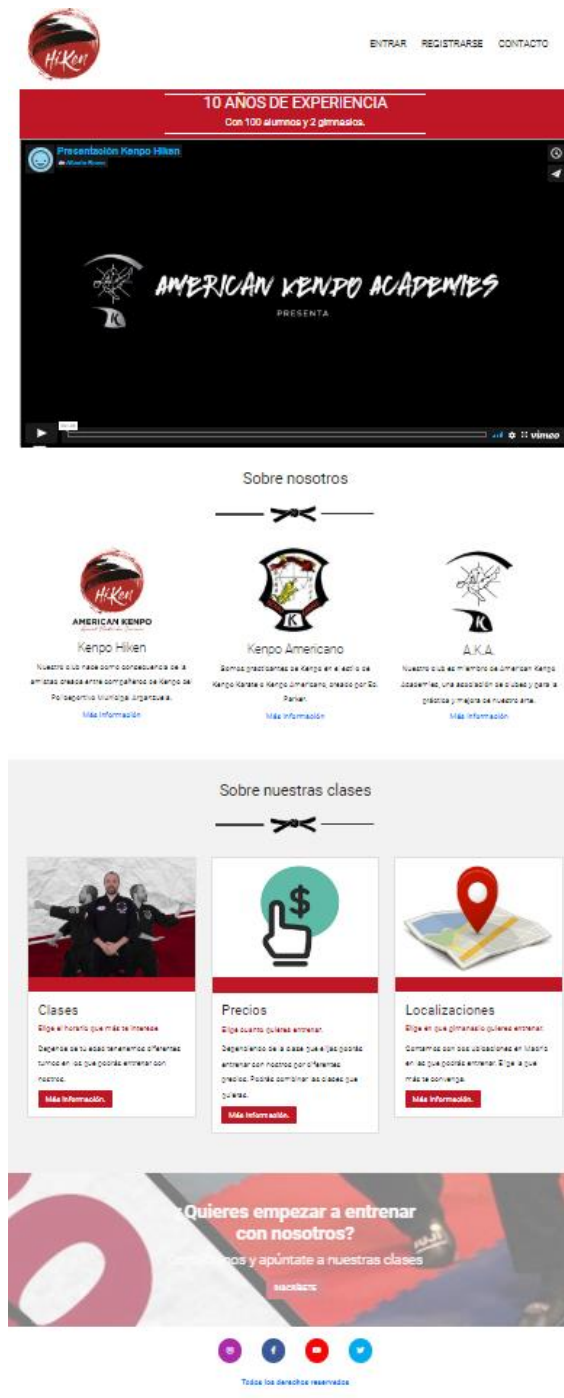 HiKen
ENTRAR REGISTRARSE CONTACTO
10 AÑOS DE EXPERIENCIA
Con 100 alumnos y 2 gimnasios.
Presentación Kenpo Hiken
AMERICAN KENPO ACADEMIES
PRESENTA
K
vimeo
Sobre nosotros
HiKen
AMERICAN KENPO
K
K
Kenpo Hiken
Kenpo Americano
A.K.A.
Nuestro club nace como consecuencia de la
amistas creada entre compañeros de Kenpo del
Polideportivo Municipal Arganzuela.
Más información
Somos practicantes de Kenpo en el estilo de
Kenpo Karate o Kenpo Americano, creado por Ed.
Parker.
Más información
Nuestro club es miembro de American Kenpo
Academies, una asociación de clubes y para la
práctica y mejora de nuestro arte.
Más información
Sobre nuestras clases
$
Clases
Elige el horario que más te interese
Depende de tu edad tenemos diferentes
turnos en los que podrás entrenar con
nostros.
Más información.
Precios
Elige cuanto quieres entrenar.
Dependiendo de la clase que elijas podrás
entrenar con nostros por diferentes
precios. Podrás combinar las clases que
quieras.
Más información.
Localizaciones
Elige en que gimnasio quieres entrenar.
Contamos con dos ubicaciones en Madrid
en las que podrás entrenar. Elige la que
más te convenga.
Más información.
¿Quieres empezar a entrenar
con nosotros?
y apúntate a nuestras clases
INSCRÍBETE
Todos los derechos reservados